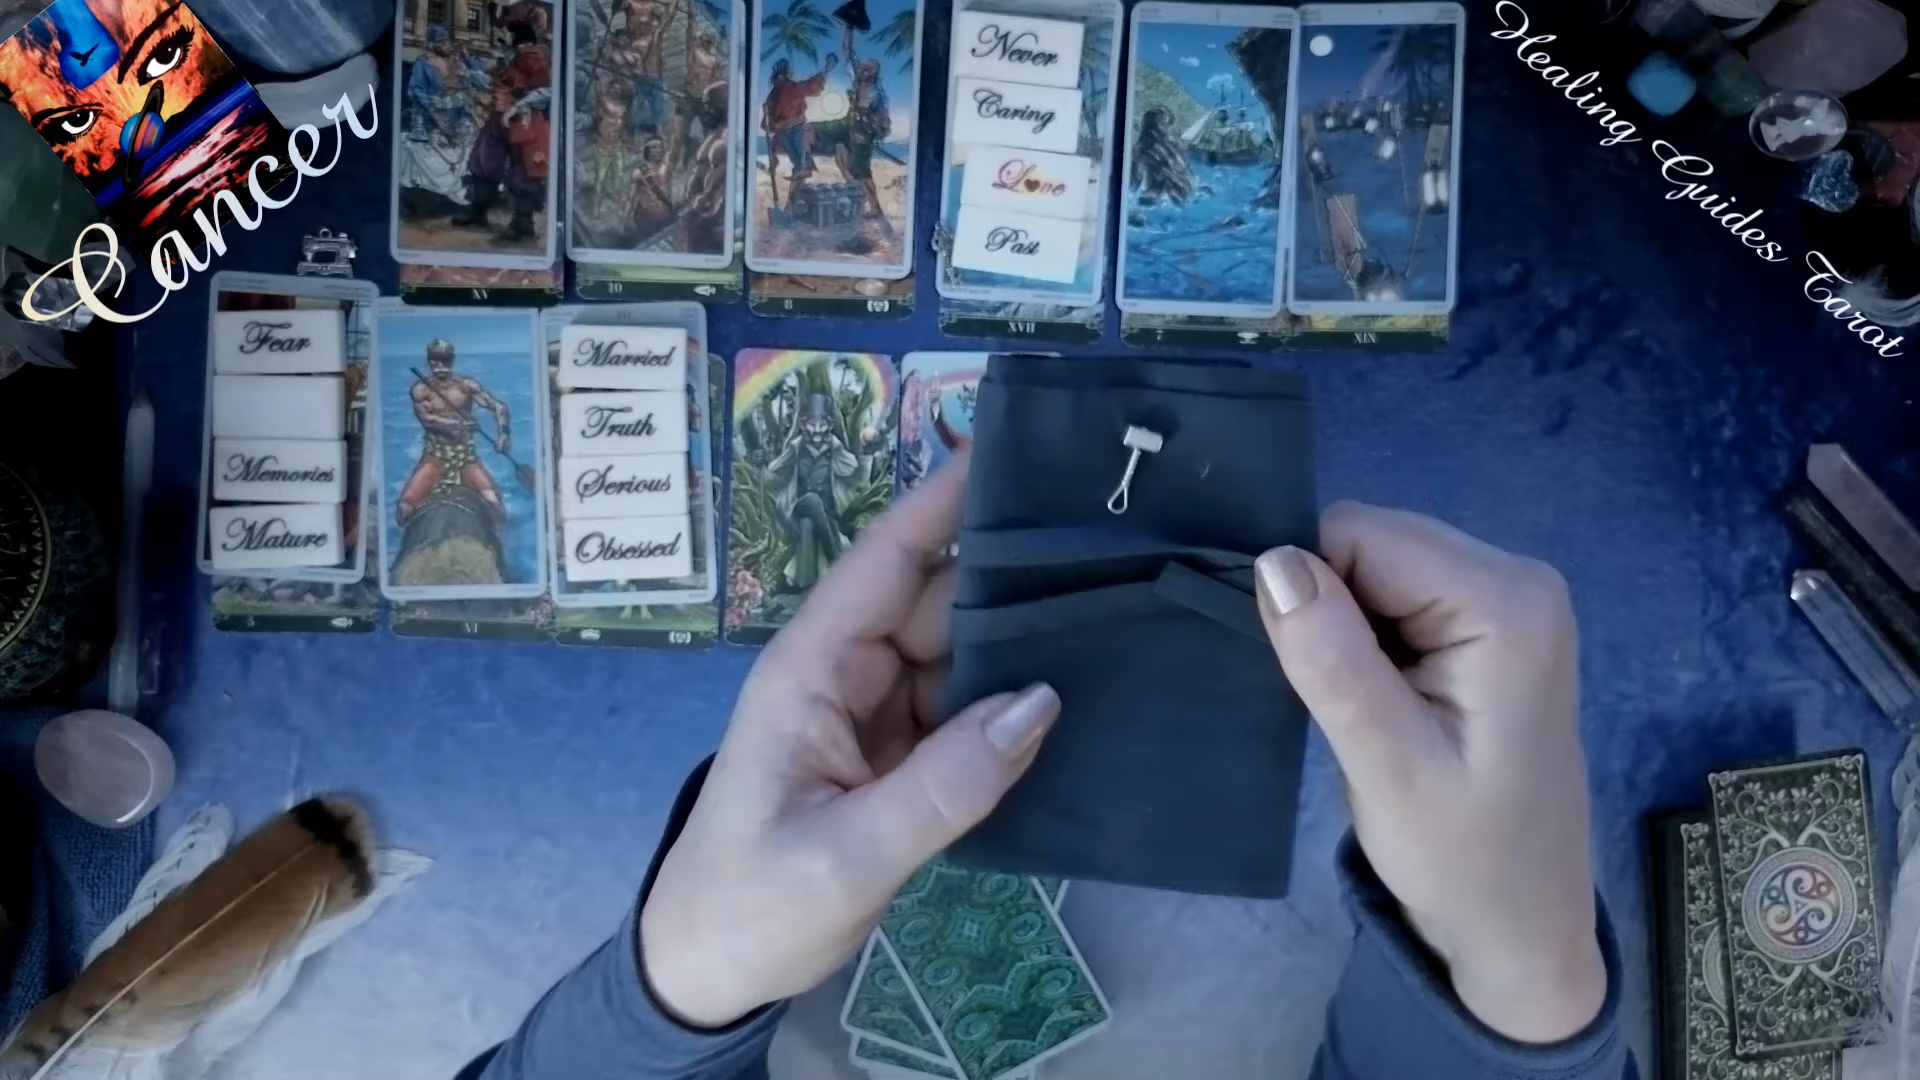 Cancer
Healing Guides Tarot
Never
Caring
Love
Past
XV
10
8
XVII
7
XIX
Fear
Memories
Mature
Married
Truth
Serious
Obsessed
5
VI